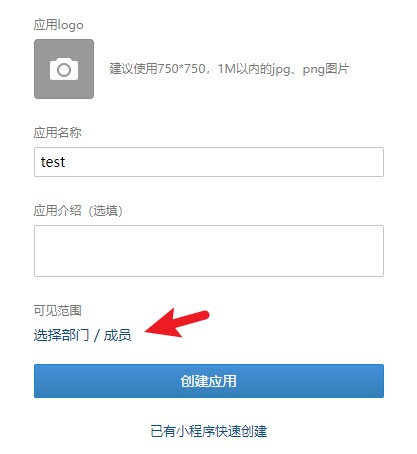 应用logo
建议使用750*750，1M以内的jpg、png图片
应用名称
test
应用介绍（选填）
可见范围
选择部门 / 成员
创建应用
已有小程序快速创建